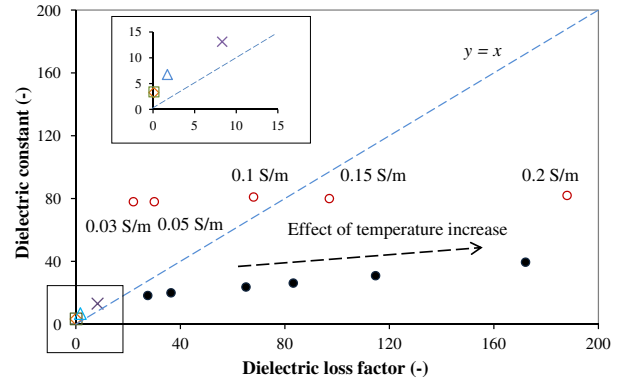 200
160
120
80
40
0
Dielectric constant (-)
15
10
5
0
0 5 10 15
y = x
0.1 S/m
0.15 S/m
0.2 S/m
0.03 S/m
0.05 S/m
Effect of temperature increase
0 40 80 120 160 200
Dielectric loss factor (-)